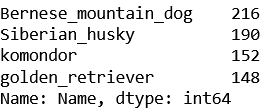 Bernese_mountain_dog 216
Siberian_husky 190
komondor 152
golden_retriever 148
Name: Name, dtype: int64